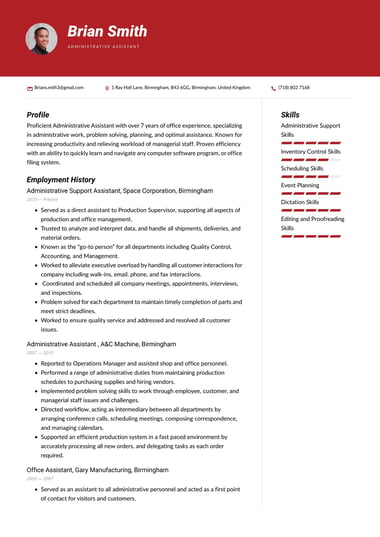 Brian Smith
ADMINISTRATIVE ASSISTANT
Brians.mith3@gmail.com
1 Ray Hall Lane, Birmingham, B43 6GG, Birmingham, United Kingdom
(718) 802 7168
Profile
Proficient Administrative Assistant with over 7 years of office experience, specializing
in administrative work, problem solving, planning, and optimal assistance. Known for
increasing productivity and relieving workload of managerial staff. Proven efficiency
with an ability to quickly learn and navigate any computer software program, or office
filing system.
Employment History
Administrative Support Assistant, Space Corporation, Birmingham
2010 — Present
• Served as a direct assistant to Production Supervisor, supporting all aspects of
production and office management.
• Trusted to analyze and interpret data, and handle all shipments, deliveries, and
material orders.
• Known as the "go-to person" for all departments including Quality Control,
Accounting, and Management.
• Worked to alleviate executive overload by handling all customer interactions for
company including walk-ins, email, phone, and fax interactions.
• Coordinated and scheduled all company meetings, appointments, interviews,
and inspections.
• Problem solved for each department to maintain timely completion of parts and
meet strict deadlines.
• Worked to ensure quality service and addressed and resolved all customer
issues.
Administrative Assistant , A&C Machine, Birmingham
2007 — 2010
• Reported to Operations Manager and assisted shop and office personnel.
• Performed a range of administrative duties from maintaining production
schedules to purchasing supplies and hiring vendors.
• Implemented problem solving skills to work through employee, customer, and
managerial staff issues and challenges.
• Directed workflow, acting as intermediary between all departments by
arranging conference calls, scheduling meetings, composing correspondence,
and managing calendars.
• Supported an efficient production system in a fast paced environment by
accurately processing all new orders, and delegating tasks as each order
required.
Office Assistant, Gary Manufacturing, Birmingham
2005 — 2007
• Served as an assistant to all administrative personnel and acted as a first point
of contact for visitors and customers.
Skills
Administrative Support
Skills
Inventory Control Skills
Scheduling Skills
Event Planning
Dictation Skills
Editing and Proofreading
Skills